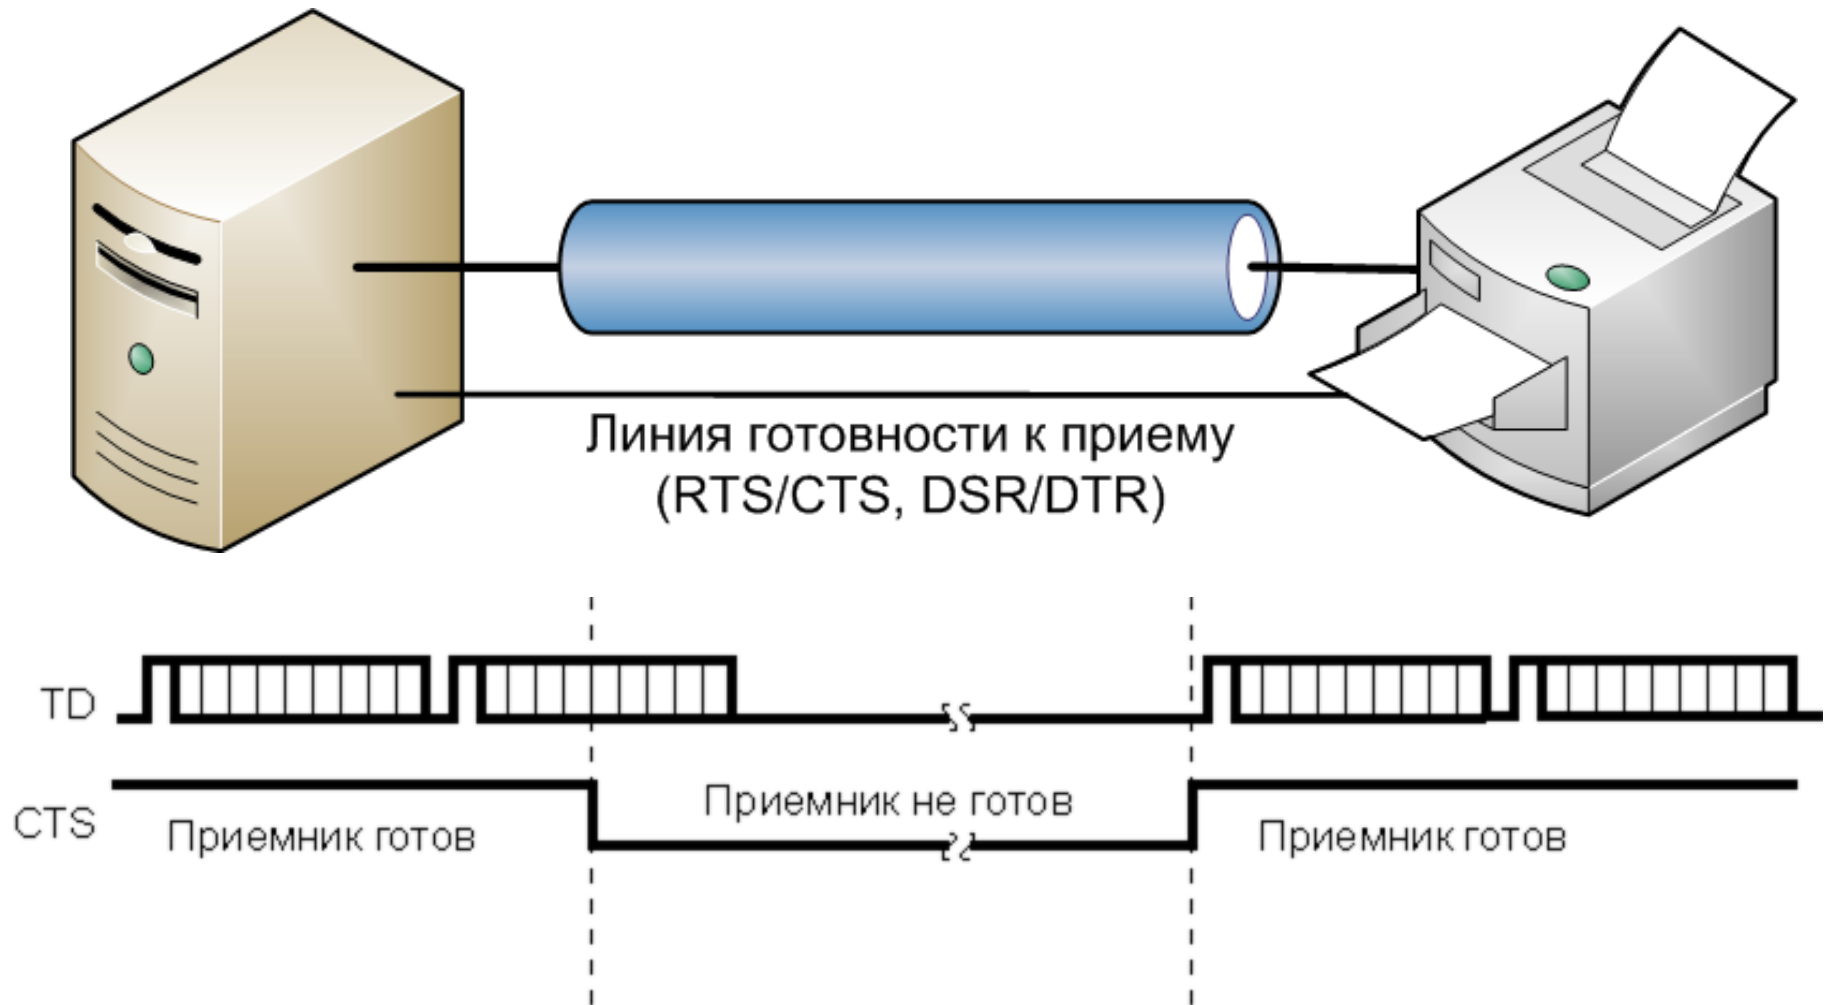 Линия готовности к приему
(RTS/CTS, DSR/DTR)
TD
CTS
Приемник готов
Приемник не готов
Приемник готов